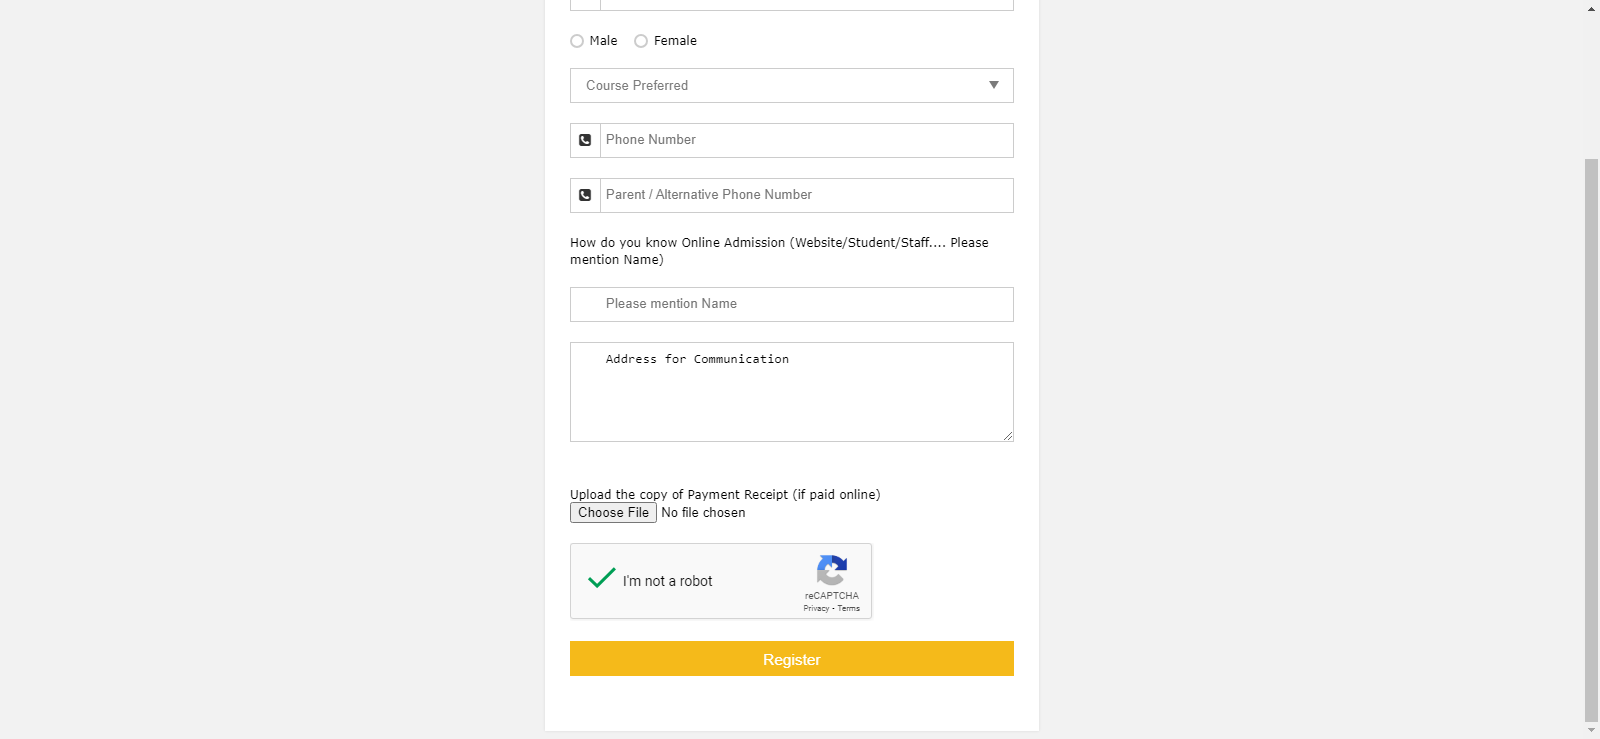 Male Female
Course Preferred
Phone Number
Parent / Alternative Phone Number
How do you know Online Admission (Website/Student/Staff.... Please
mention Name)
Please mention Name
Address for Communication
Upload the copy of Payment Receipt (if paid online)
Choose File No file chosen
I'm not a robot
reCAPTCHA
Privacy - Terms
Register